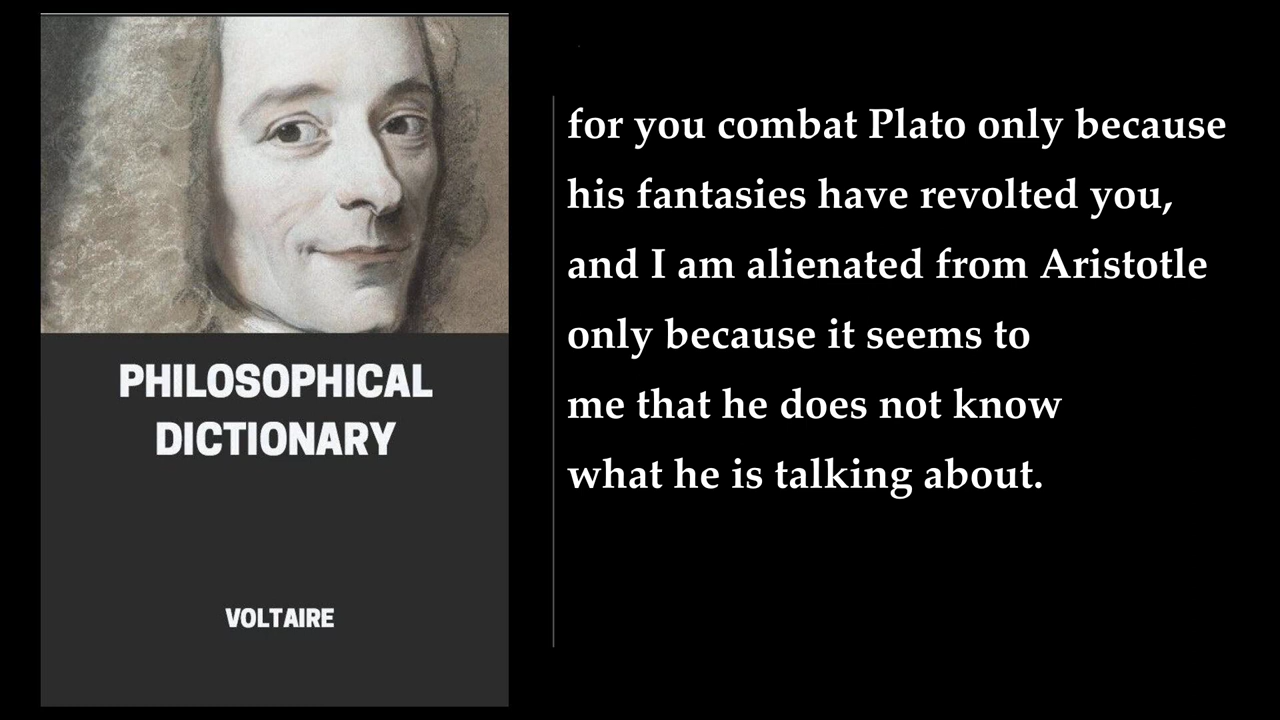 PHILOSOPHICAL
DICTIONARY
VOLTAIRE
for you combat Plato only because
his fantasies have revolted you,
and I am alienated from Aristotle
only because it seems to
me that he does not know
what he is talking about.